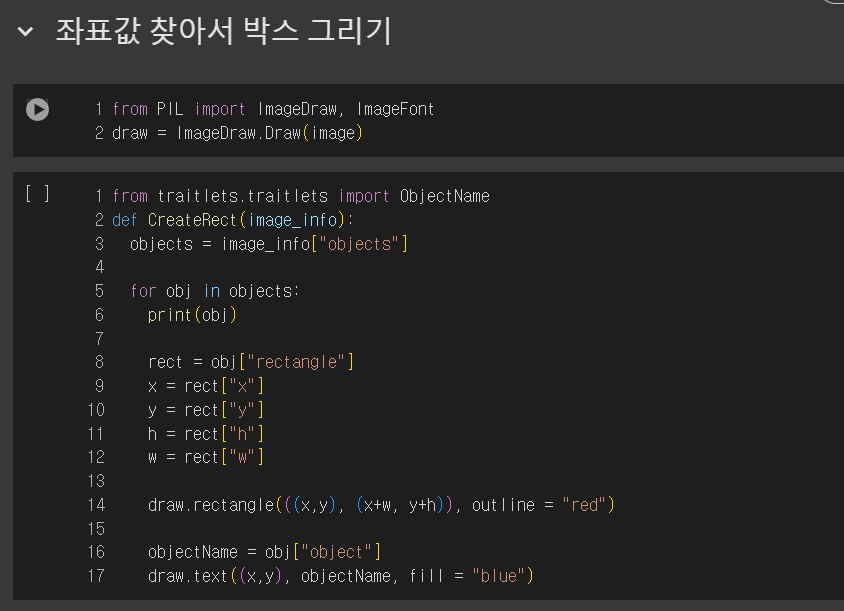 좌표값 찾아서 박스 그리기
1 from PIL import ImageDraw, ImageFont
2 draw = ImageDraw.Draw(image)
[ ]
1 from traitlets.traitlets import ObjectName
2 def CreateRect(image_info):
3 objects = image_info["objects"]
4
5 for obj in objects:
6 print(obj)
7
8 rect = obj["rectangle"]
9 x = rect["x"]
10 y = rect["y"]
11 h = rect["h"]
12 w = rect["w"]
13
14 draw.rectangle(((x,y), (x+w, y+h)), outline = "red")
15
16 objectName = obj["object"]
17 draw.text((x,y), objectName, fill = "blue")